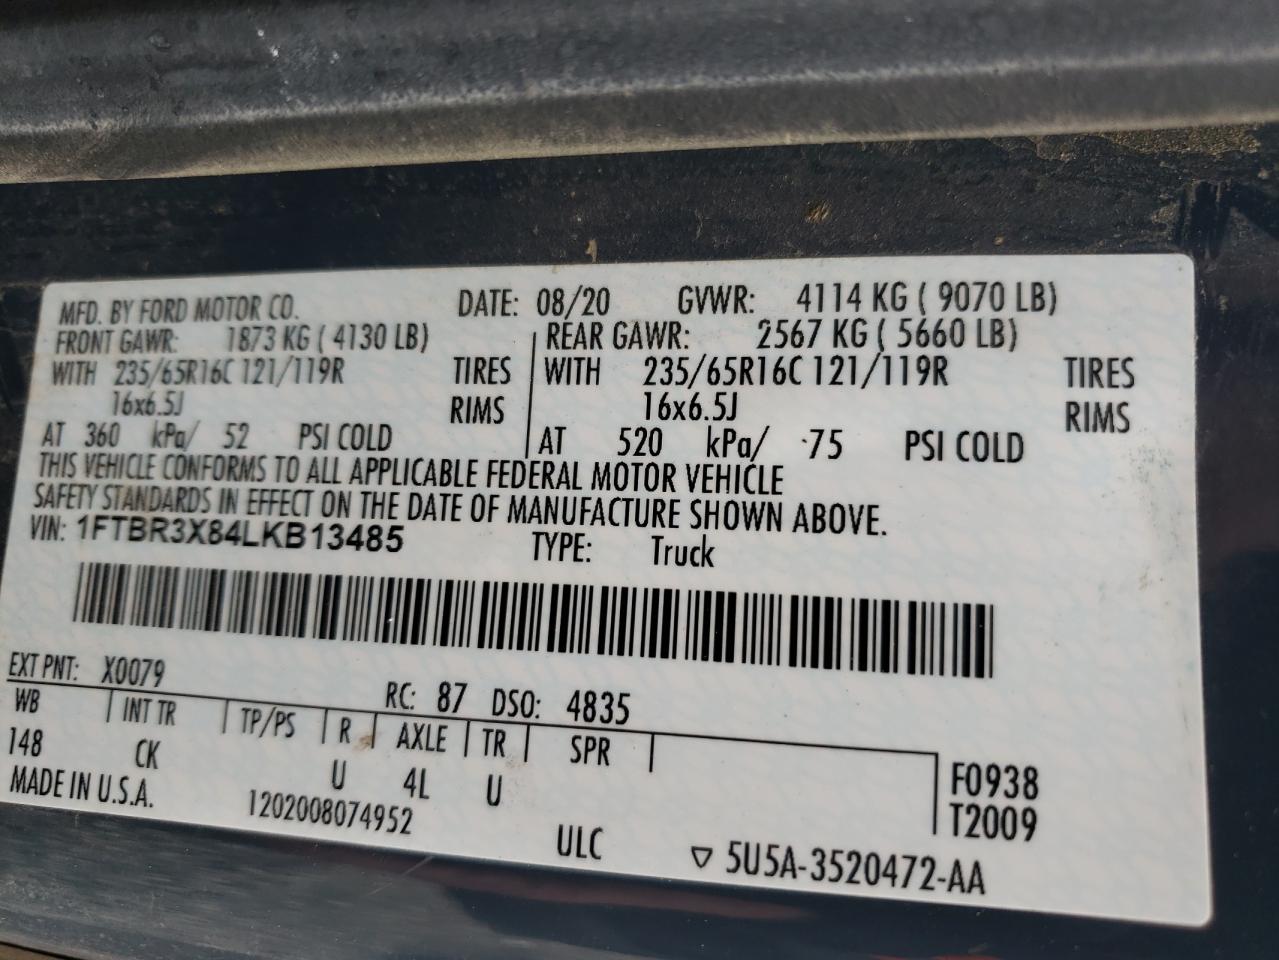 MFD. BY FORD MOTOR CO. DATE: 08/20 GVWR: 4114 KG ( 9070 LB)
FRONT GAWR: 1873 KG ( 4130 LB) REAR GAWR: 2567 KG ( 5660 LB)
WITH 235/65R16C 121/119R TIRES WITH 235/65R16C 121/119R TIRES
16x6.5J RIMS 16x6.5J RIMS
AT 360 kPa/ 52 PSI COLD AT 520 kPa/ 75 PSI COLD
THIS VEHICLE CONFORMS TO ALL APPLICABLE FEDERAL MOTOR VEHICLE
SAFETY STANDARDS IN EFFECT ON THE DATE OF MANUFACTURE SHOWN ABOVE.
VIN: 1FTBR3X84LKB13485 TYPE: Truck
EXT PNT: X0079 RC: 87 DSO: 4835
WB INT TR TP/PS R AXLE TR SPR
148 CK U 4L U F0938
MADE IN U.S.A. 1202008074952 T2009
ULC ▽ 5U5A-3520472-AA